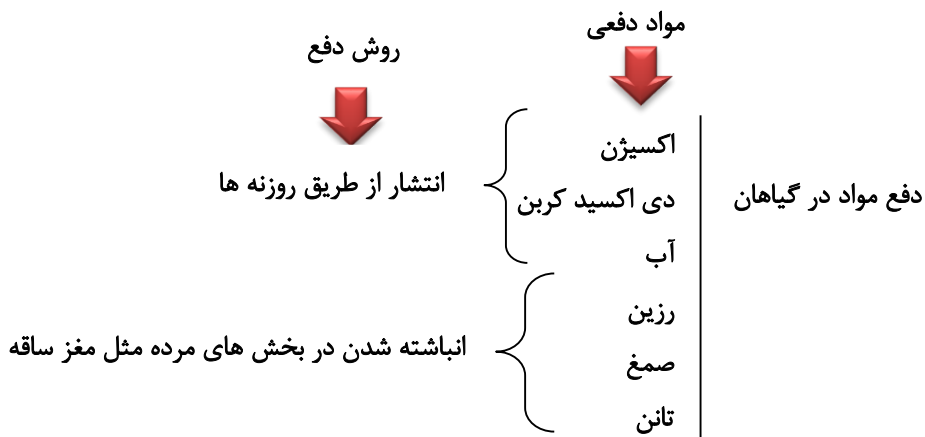 مواد دفعی
روش دفع
دفع مواد در گیاهان
اکسیژن
دی اکسید کربن
آب
انتشار از طریق روزنه ها
رزین
صمغ
تانن
انباشته شدن در بخش های مرده مثل مغز ساقه